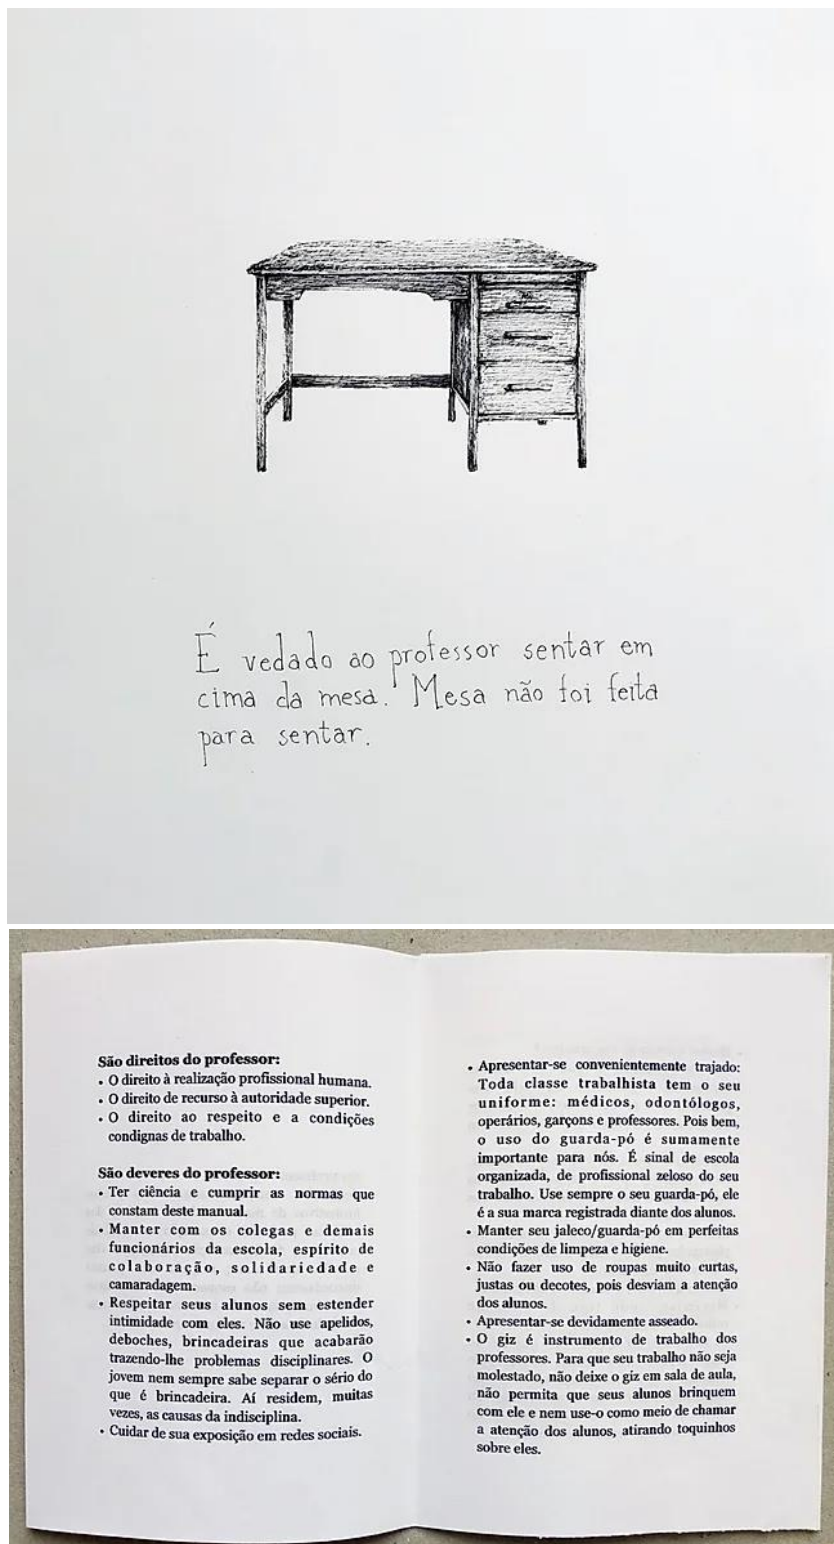 É vedado ao professor sentar em
cima da mesa. Mesa não foi feita
para sentar.
São direitos do professor:
• O direito à realização profissional humana.
• O direito de recurso à autoridade superior.
• O direito ao respeito e a condições
condignas de trabalho.
São deveres do professor:
• Ter ciência e cumprir as normas que
constam deste manual.
• Manter com os colegas e demais
funcionários da escola, espírito de
colaboração, solidariedade e
camaradagem.
• Respeitar seus alunos sem estender
intimidade com eles. Não use apelidos,
deboches, brincadeiras que acabarão
trazendo-lhe problemas disciplinares. O
jovem nem sempre sabe separar o sério do
que é brincadeira. Aí residem, muitas
vezes, as causas da indisciplina.
• Cuidar de sua exposição em redes sociais.
• Apresentar-se convenientemente trajado:
Toda classe trabalhista tem o seu
uniforme: médicos, odontólogos,
operários, garçons e professores. Pois bem,
o uso do guarda-pó é sumamente
importante para nós. É sinal de escola
organizada, de profissional zeloso do seu
trabalho. Use sempre o seu guarda-pó, ele
é a sua marca registrada diante dos alunos.
• Manter seu jaleco/guarda-pó em perfeitas
condições de limpeza e higiene.
• Não fazer uso de roupas muito curtas,
justas ou decotes, pois desviam a atenção
dos alunos.
• Apresentar-se devidamente asseado.
• O giz é instrumento de trabalho dos
professores. Para que seu trabalho não seja
molestado, não deixe o giz em sala de aula,
não permita que seus alunos brinquem
com ele e nem use-o como meio de chamar
a atenção dos alunos, atirando toquinhos
sobre eles.